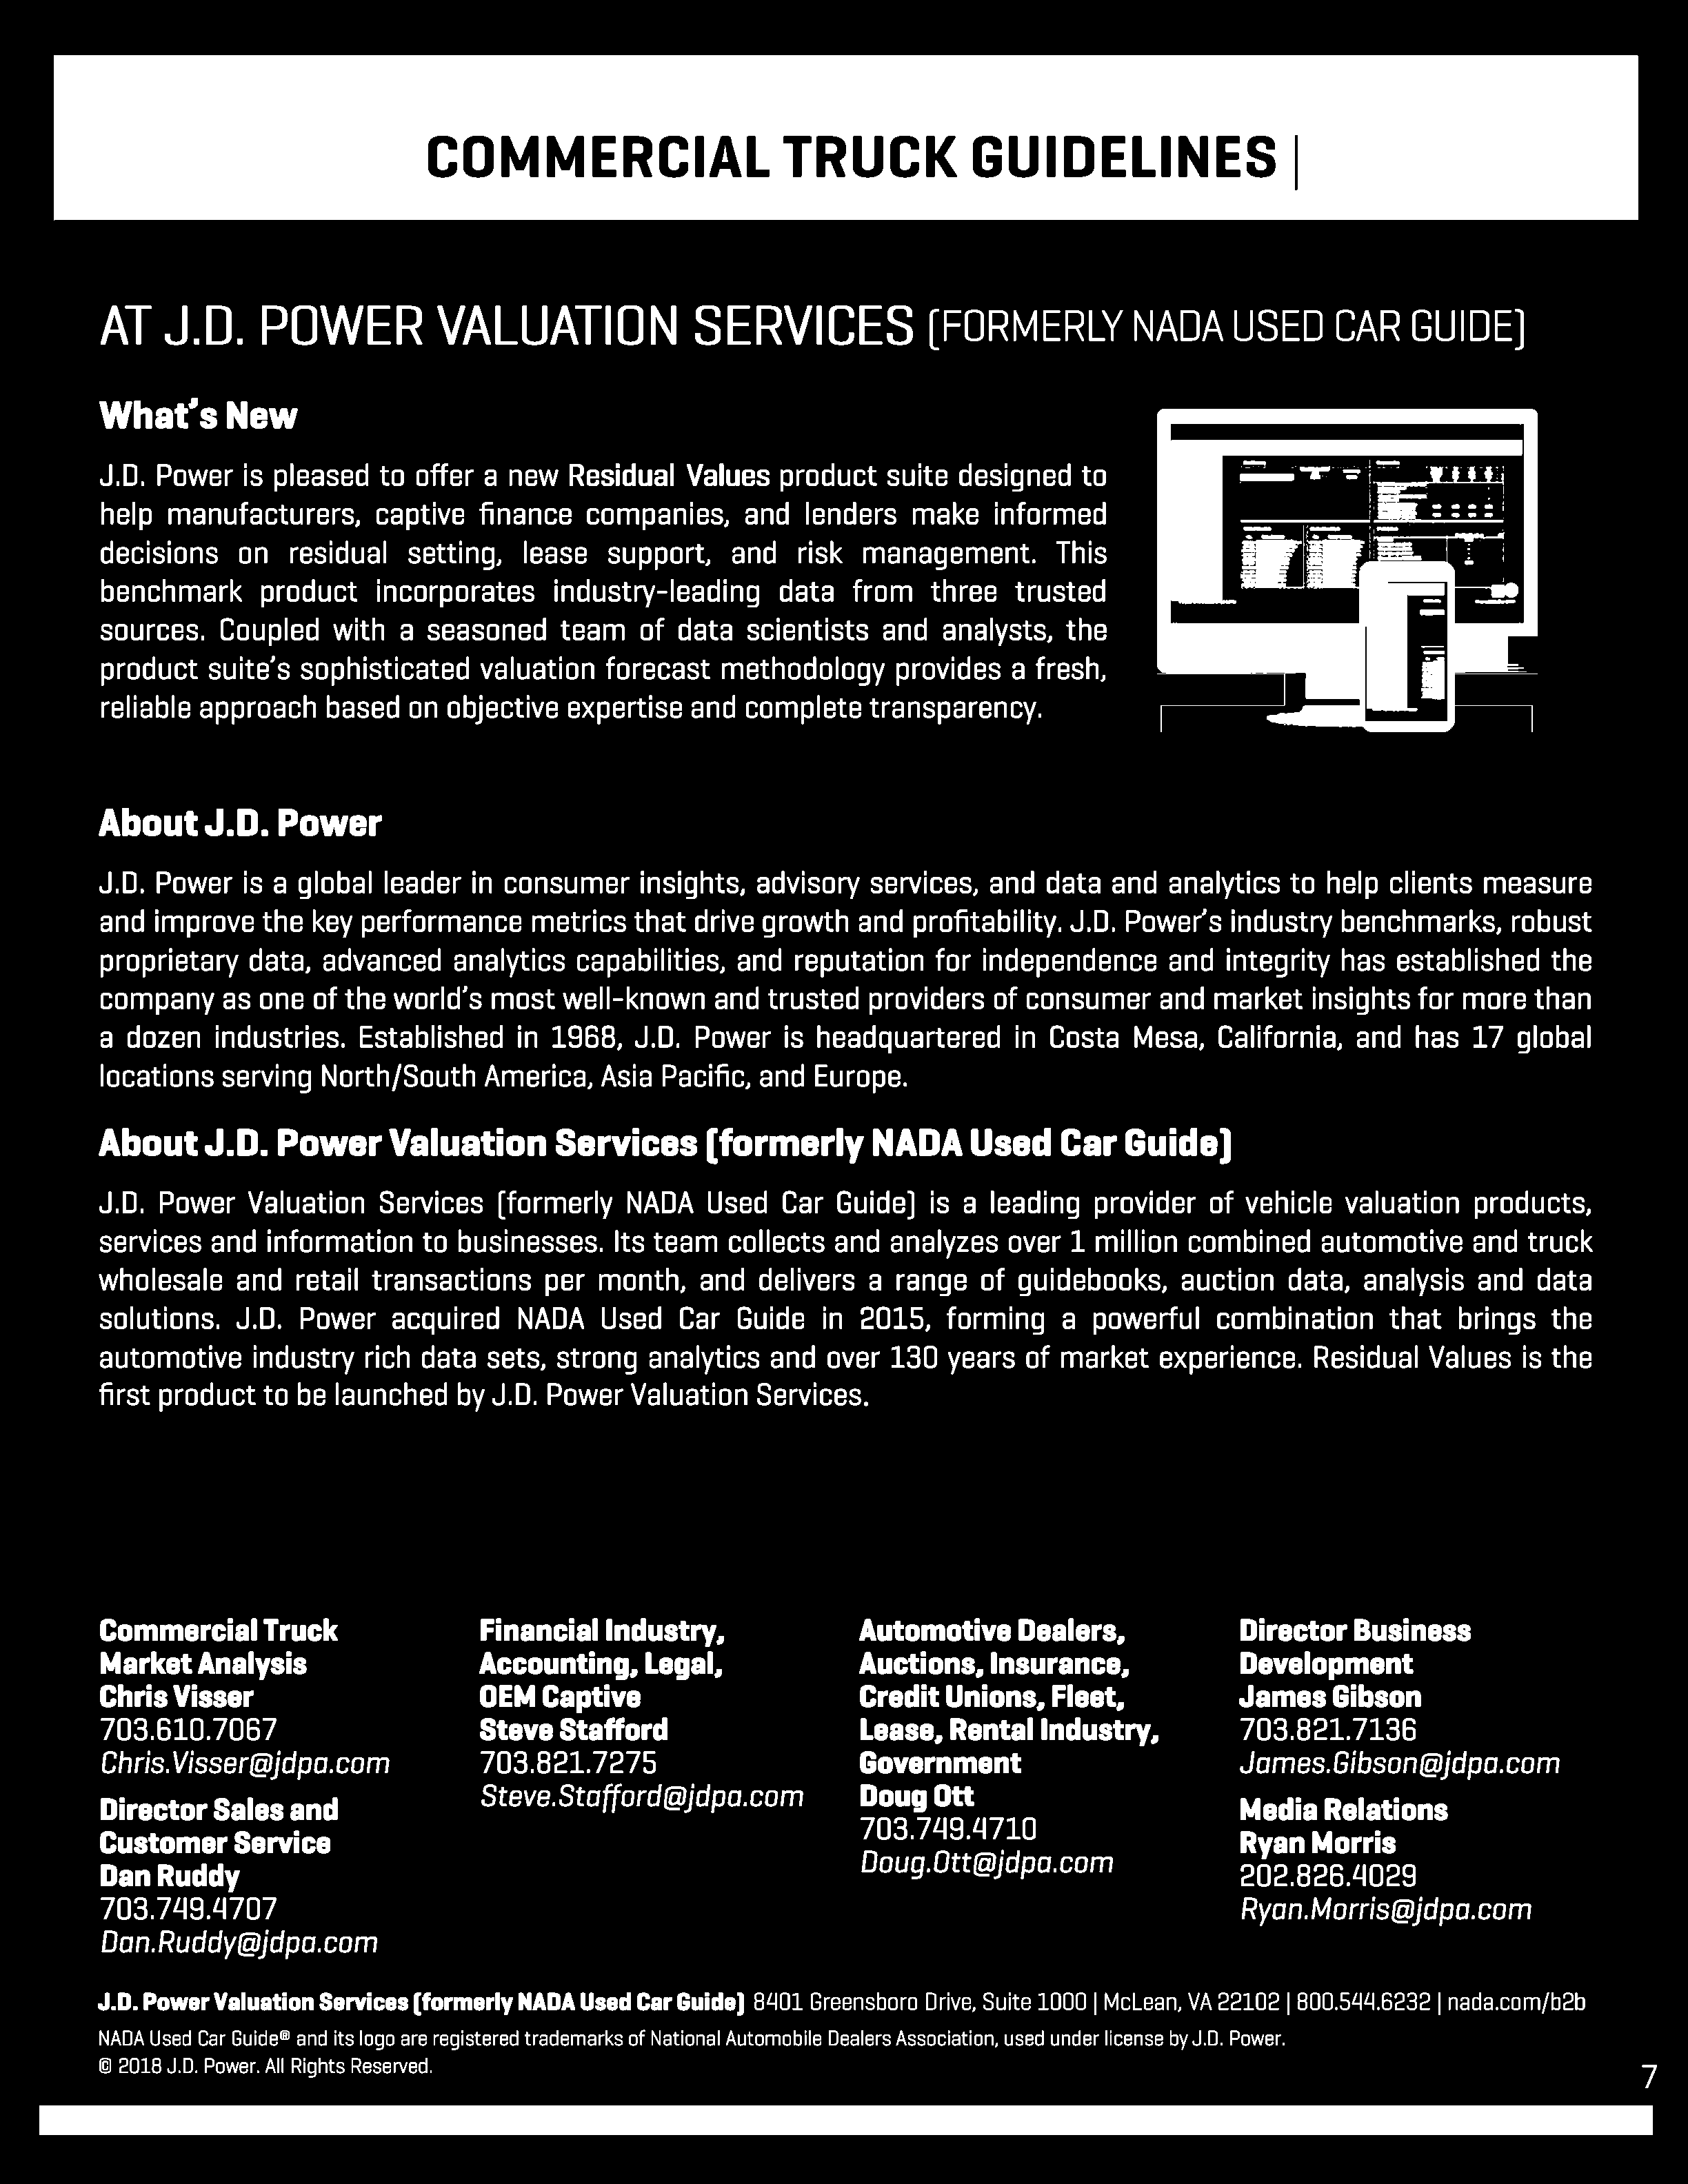 COMMERCIAL TRUCK GUIDELINES |
AT J.D. POWER VALUATION SERVICES (FORMERLY NADA USED CAR GUIDE)
What's New
J.D. Power is pleased to offer a new Residual Values product suite designed to
help manufacturers, captive finance companies, and lenders make informed
decisions on residual setting, lease support, and risk management. This
benchmark product incorporates industry-leading data from three trusted
sources. Coupled with a seasoned team of data scientists and analysts, the
product suite's sophisticated valuation forecast methodology provides a fresh,
reliable approach based on objective expertise and complete transparency.
About J.D. Power
J.D. Power is a global leader in consumer insights, advisory services, and data and analytics to help clients measure
and improve the key performance metrics that drive growth and profitability. J.D. Power's industry benchmarks, robust
proprietary data, advanced analytics capabilities, and reputation for independence and integrity has established the
company as one of the world's most well-known and trusted providers of consumer and market insights for more than
a dozen industries. Established in 1968, J.D. Power is headquartered in Costa Mesa, California, and has 17 global
locations serving North/South America, Asia Pacific, and Europe.
About J.D. Power Valuation Services (formerly NADA Used Car Guide)
J.D. Power Valuation Services (formerly NADA Used Car Guide) is a leading provider of vehicle valuation products,
services and information to businesses. Its team collects and analyzes over 1 million combined automotive and truck
wholesale and retail transactions per month, and delivers a range of guidebooks, auction data, analysis and data
solutions. J.D. Power acquired NADA Used Car Guide in 2015, forming a powerful combination that brings the
automotive industry rich data sets, strong analytics and over 130 years of market experience. Residual Values is the
first product to be launched by J.D. Power Valuation Services.
Commercial Truck
Market Analysis
Chris Visser
703.610.7067
Chris.Visser@jdpa.com
Director Sales and
Customer Service
Dan Ruddy
703.749.4707
Dan.Ruddy@jdpa.com
Financial Industry,
Accounting, Legal,
OEM Captive
Steve Stafford
703.821.7275
Steve.Stafford@jdpa.com
Automotive Dealers,
Auctions, Insurance,
Credit Unions, Fleet,
Lease, Rental Industry,
Government
Doug Ott
703.749.4710
Doug.Ott@jdpa.com
Director Business
Development
James Gibson
703.821.7136
James.Gibson@jdpa.com
Media Relations
Ryan Morris
202.826.4029
Ryan.Morris@jdpa.com
J.D. Power Valuation Services (formerly NADA Used Car Guide) 8401 Greensboro Drive, Suite 1000 | McLean, VA 22102 | 800.544.6232 | nada.com/b2b
NADA Used Car Guide® and its logo are registered trademarks of National Automobile Dealers Association, used under license by J.D. Power.
© 2018 J.D. Power. All Rights Reserved.
7